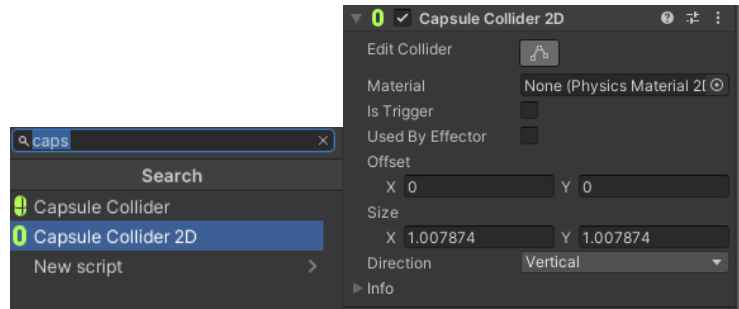 caps
Search
Capsule Collider
Capsule Collider 2D
New script
Capsule Collider 2D
Edit Collider
Material None (Physics Material 2D
Is Trigger
Used By Effector
Offset
X 0 Y 0
Size
X 1.007874 Y 1.007874
Direction Vertical
Info